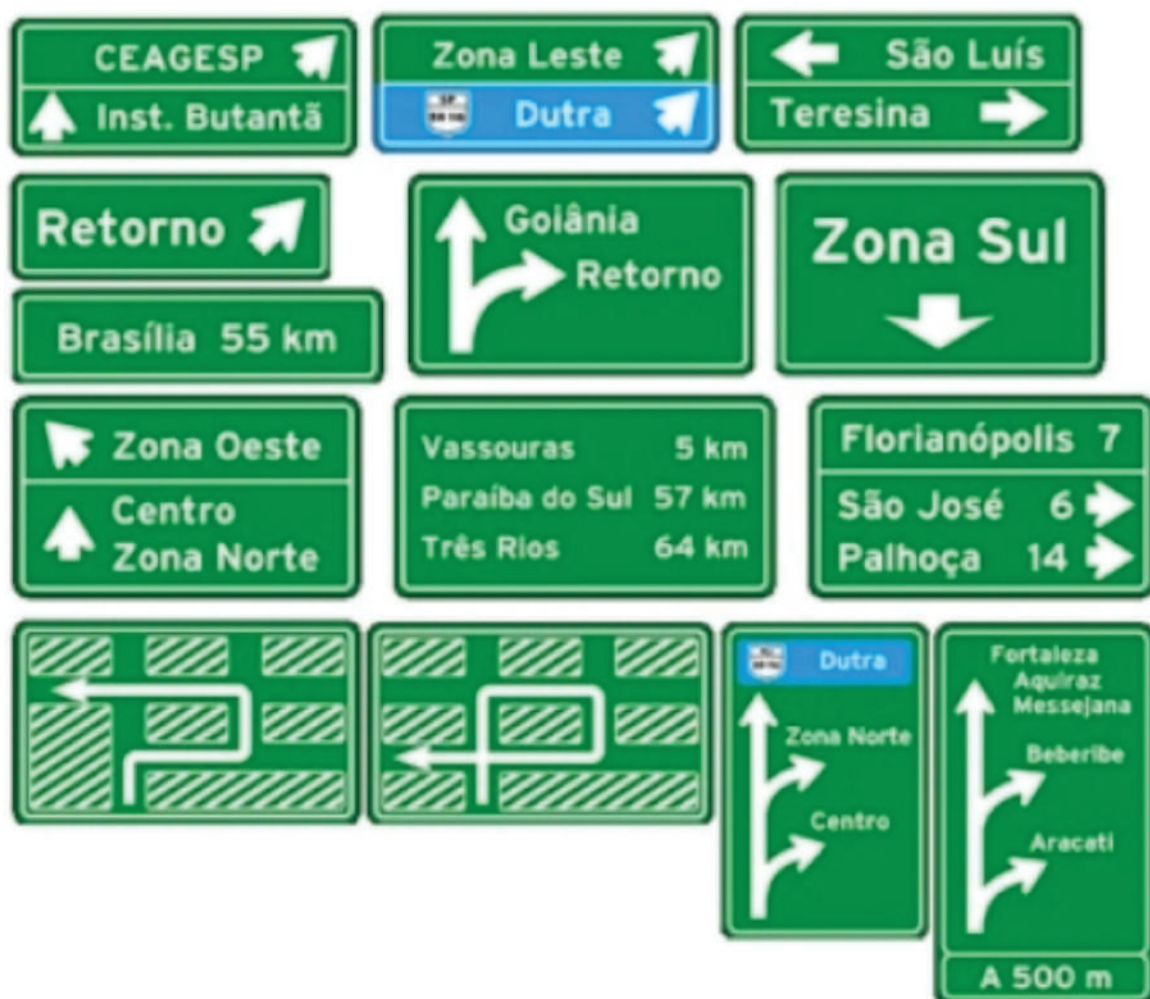 CEAGESP
Inst. Butantã
Zona Leste
Dutra
São Luís
Teresina
Retorno
Goiânia
Retorno
Zona Sul
Brasília 55 km
Zona Oeste
Centro
Zona Norte
Vassouras 5 km
Paraíba do Sul 57 km
Três Rios 64 km
Florianópolis 7
São José 6
Palhoça 14
Dutra
Zona Norte
Centro
Fortaleza
Aquiraz
Messejana
Beberibe
Aracati
A 500 m